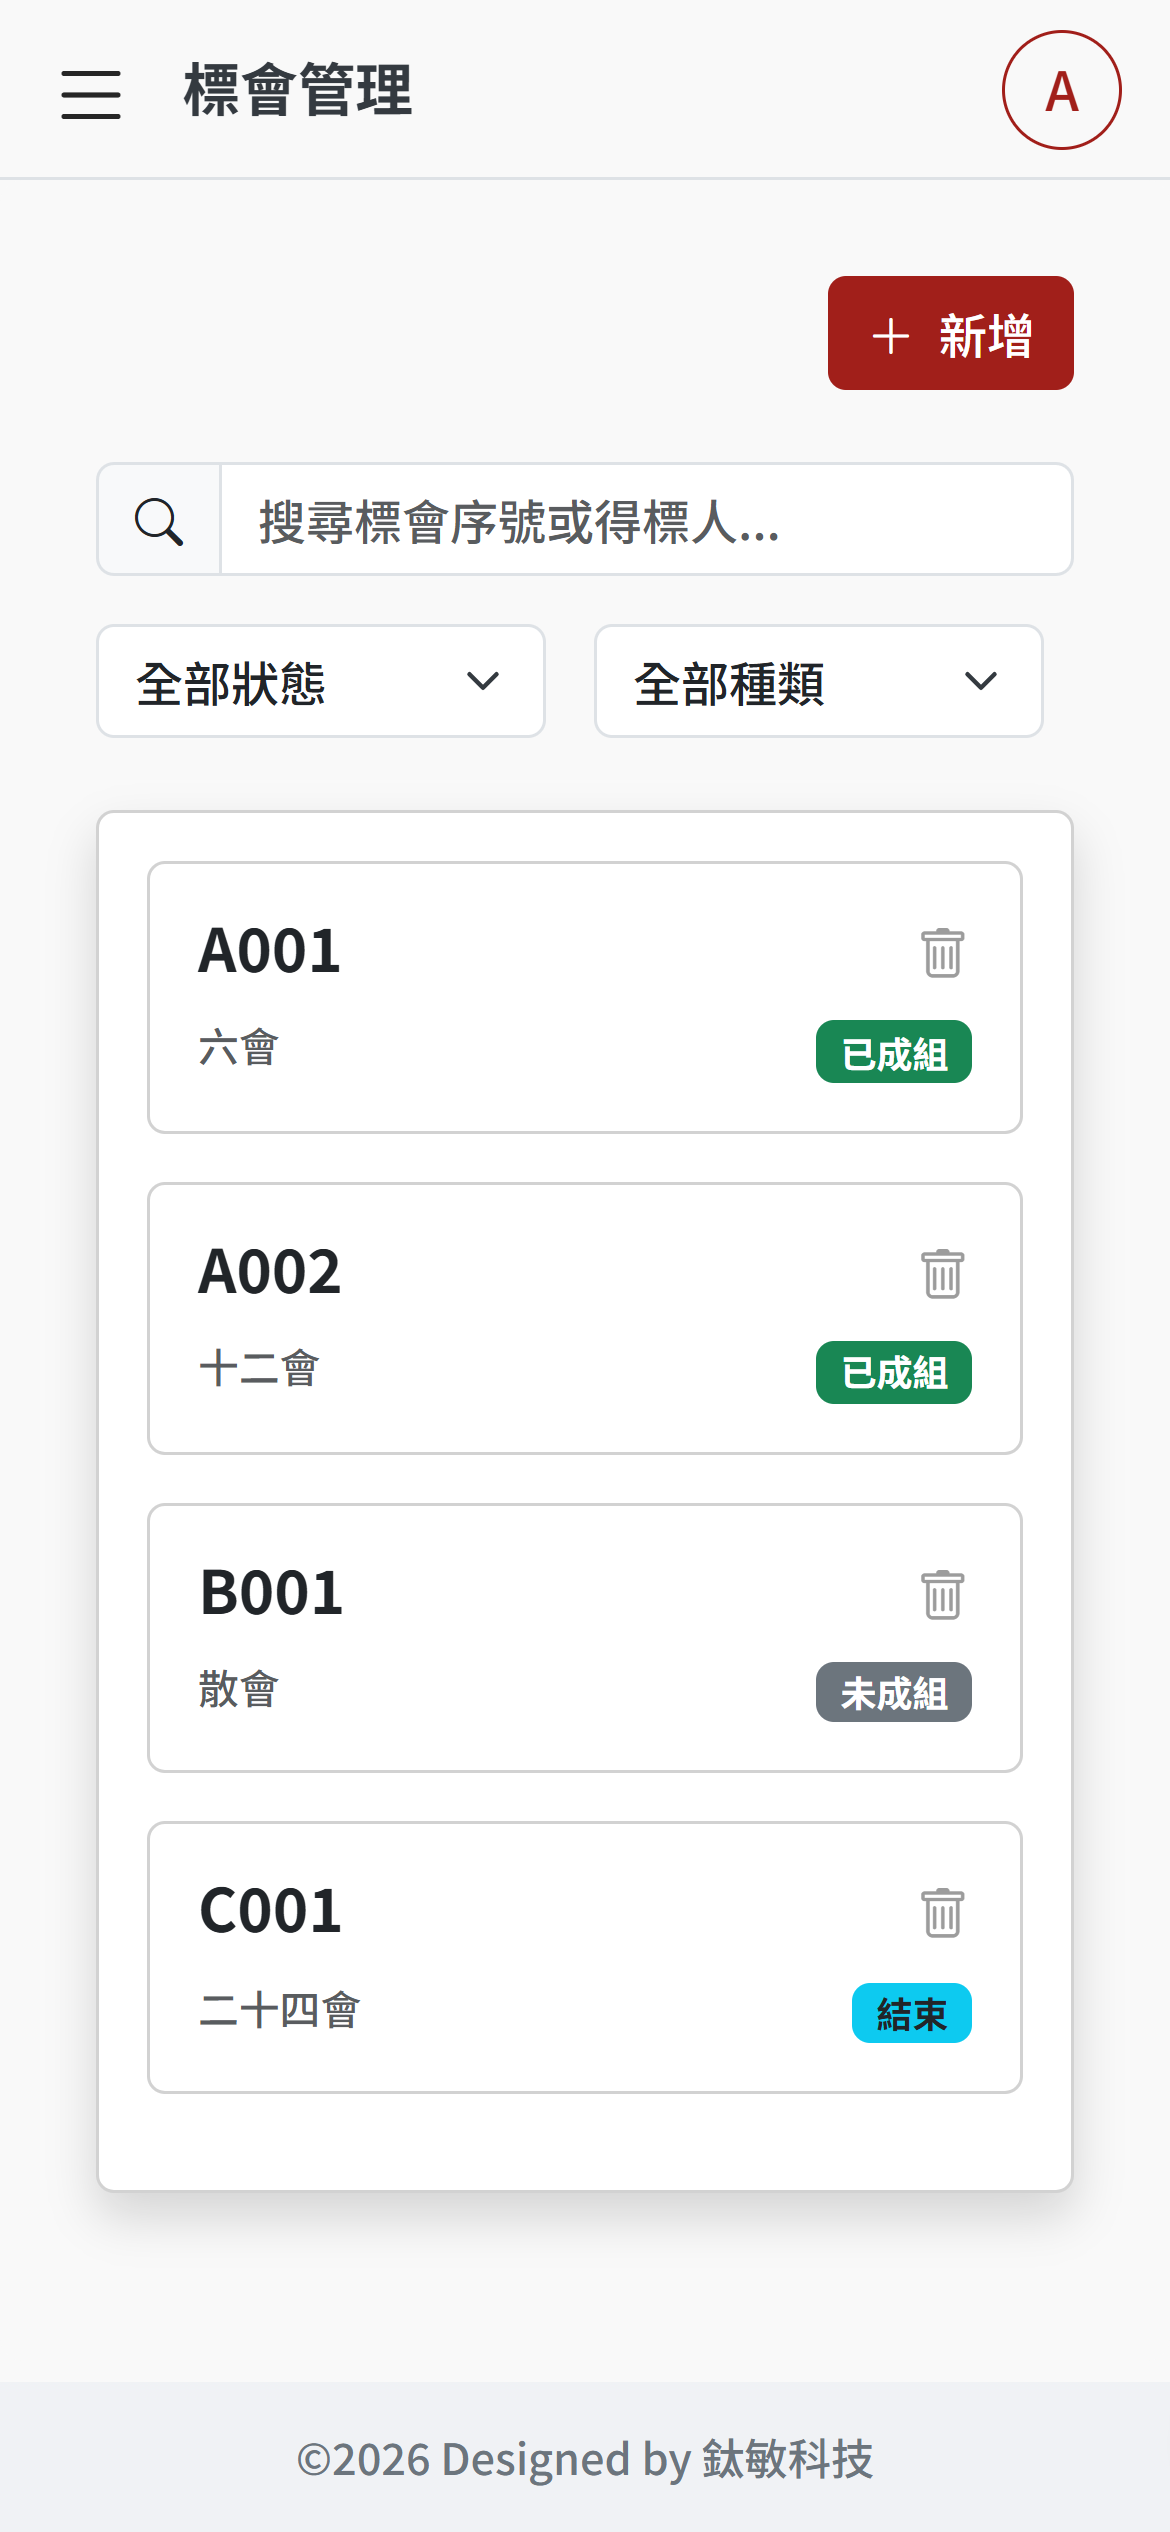 標會管理
A
新增
搜尋標會序號或得標人...
全部狀態
全部種類
A001
六會
已成組
A002
十二會
已成組
B001
散會
未成組
C001
二十四會
結束
©2026 Designed by 鈦敏科技